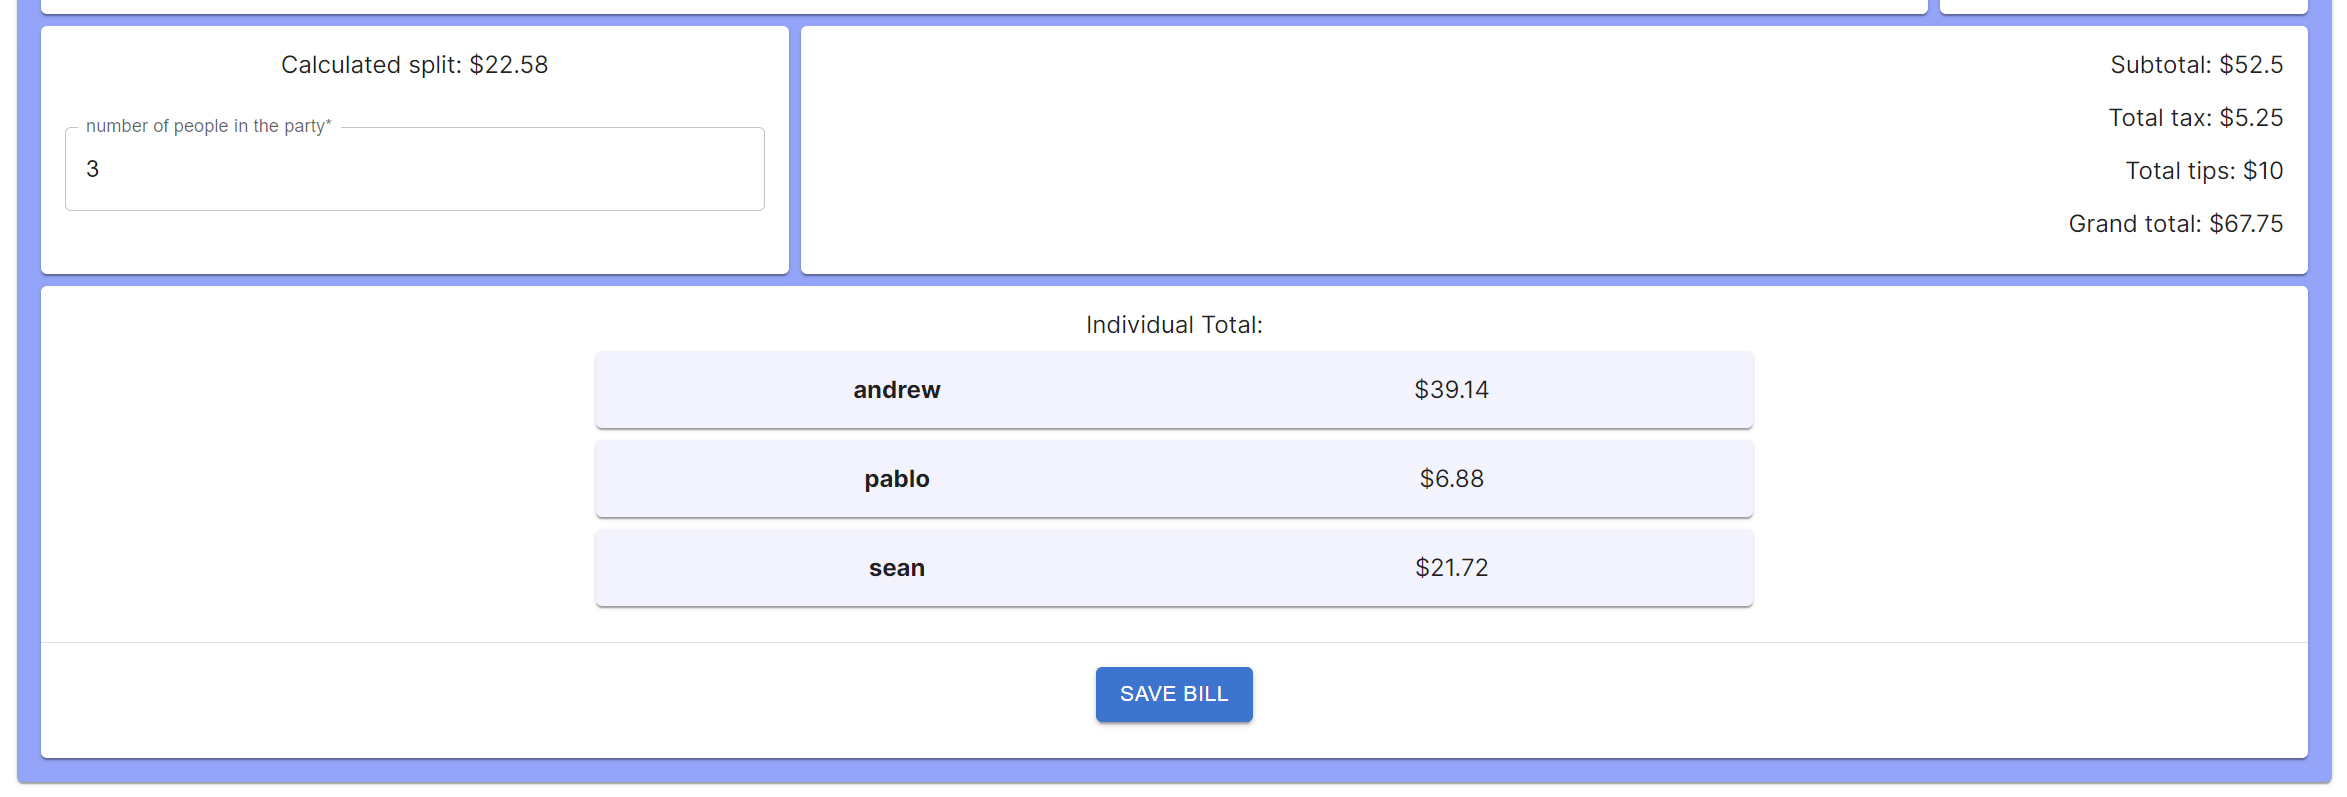 Calculated split: $22.58
number of people in the party*
3
Subtotal: $52.5
Total tax: $5.25
Total tips: $10
Grand total: $67.75
Individual Total:
andrew $39.14
pablo $6.88
sean $21.72
SAVE BILL